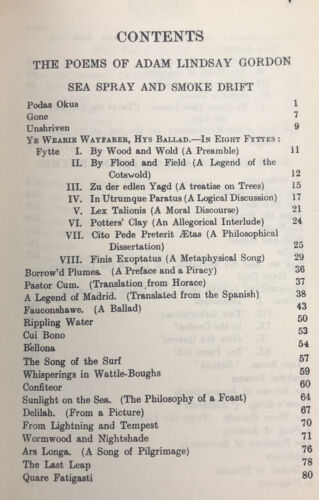 CONTENTS
THE POEMS OF ADAM LINDSAY GORDON
SEA SPRAY AND SMOKE DRIFT
Podas Okus 1
Gone 7
Unshriven 9
YE WEARIE WAYFARER, HYS BALLAD.—IN EIGHT FYTTES:
Fytte I. By Wood and Wold (A Preamble) 11
II. By Flood and Field (A Legend of the
Cotswold) 12
III. Zu der edlen Yagd (A treatise on Trees) 15
IV. In Utrumque Paratus (A Logical Discussion) 17
V. Lex Talionis (A Moral Discourse) 21
VI. Potters' Clay (An Allegorical Interlude) 24
VII. Cito Pede Preterit Ætas (A Philosophical
Dissertation) 25
VIII. Finis Exoptatus (A Metaphysical Song) 29
Borrow'd Plumea. (A Preface and a Piracy) 36
Pastor Cum. (Translation from Horace) 37
A Legend of Madrid. (Translated from the Spanish) 38
Fauconshawe. (A Ballad) 43
Rippling Water 50
Cui Bono 53
Bellona 54
The Song of the Surf 57
Whisperings in Wattle-Boughs 59
Confiteor 60
Sunlight on the Sea. (The Philosophy of a Feast) 64
Delilah. (From a Picture) 67
From Lightning and Tempest 70
Wormwood and Nightshade 71
Ars Longa. (A Song of Pilgrimage) 76
The Last Leap 78
Quare Fatigasti 80